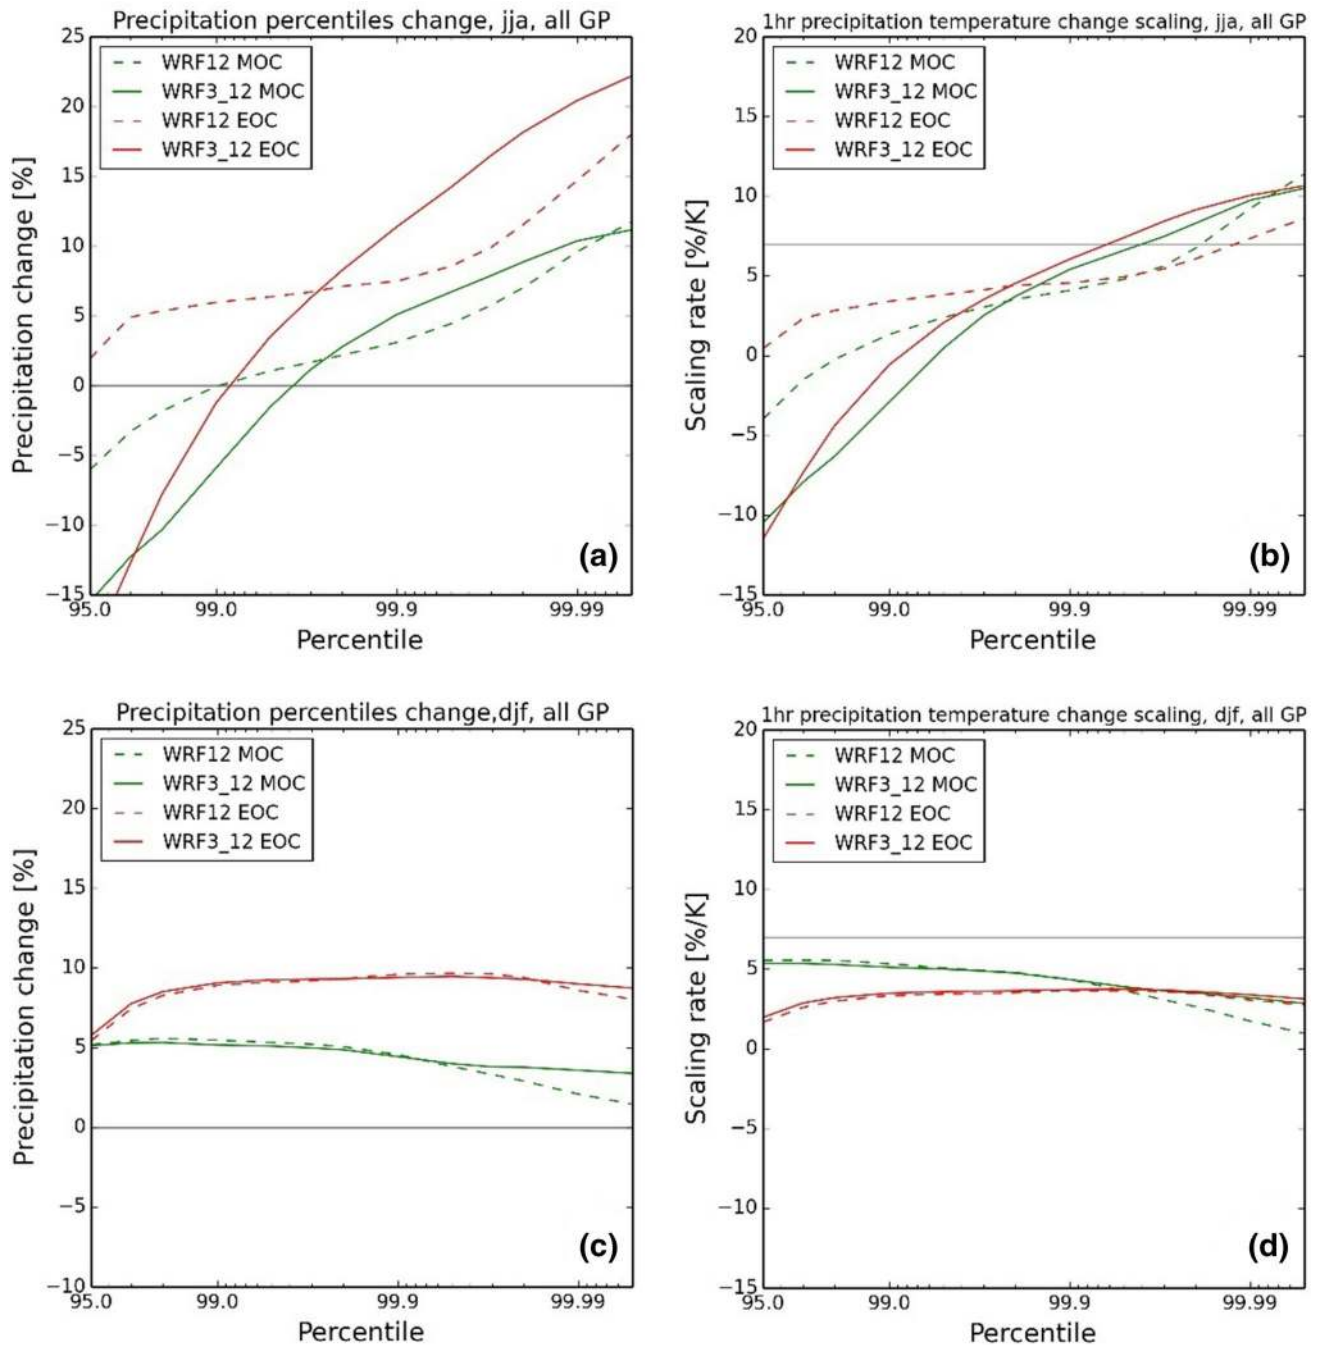 Precipitation percentiles change, jja, all GP
25
20
15
10
5
0
−5
−10
−15
Precipitation change [%]
WRF12 MOC
WRF3_12 MOC
WRF12 EOC
WRF3_12 EOC
(a)
95.0 99.0 99.9 99.99
Percentile
1hr precipitation temperature change scaling, jja, all GP
20
15
10
5
0
−5
−10
−15
Scaling rate [%/K]
WRF12 MOC
WRF3_12 MOC
WRF12 EOC
WRF3_12 EOC
(b)
95.0 99.0 99.9 99.99
Percentile
Precipitation percentiles change,djf, all GP
25
20
15
10
5
0
−5
−10
Precipitation change [%]
WRF12 MOC
WRF3_12 MOC
WRF12 EOC
WRF3_12 EOC
(c)
95.0 99.0 99.9 99.99
Percentile
1hr precipitation temperature change scaling, djf, all GP
20
15
10
5
0
−5
−10
−15
Scaling rate [%/K]
WRF12 MOC
WRF3_12 MOC
WRF12 EOC
WRF3_12 EOC
(d)
95.0 99.0 99.9 99.99
Percentile